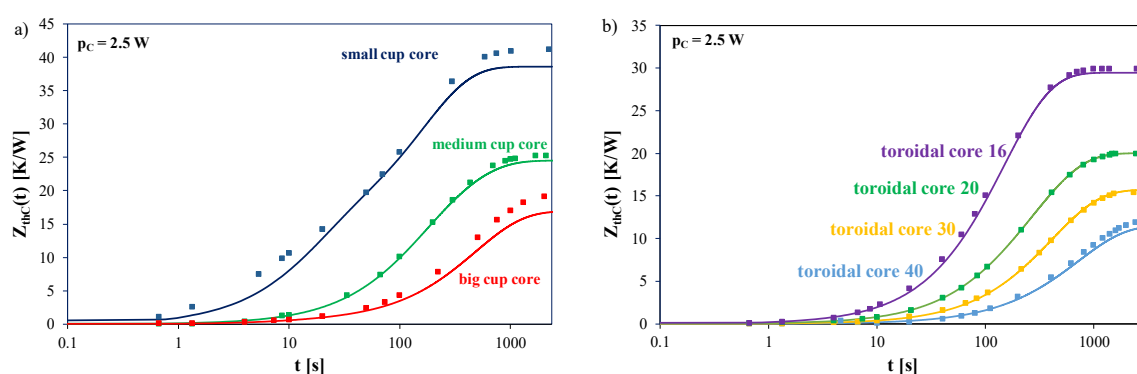 a)
p_C = 2.5 W
45
40
35
30
25
20
15
10
5
0
Z_thC(t) [K/W]
small cup core
medium cup core
big cup core
0.1 1 10 100 1000
t [s]
b)
p_C = 2.5 W
35
30
25
20
15
10
5
0
Z_thC(t) [K/W]
toroidal core 16
toroidal core 20
toroidal core 30
toroidal core 40
0.1 1 10 100 1000
t [s]